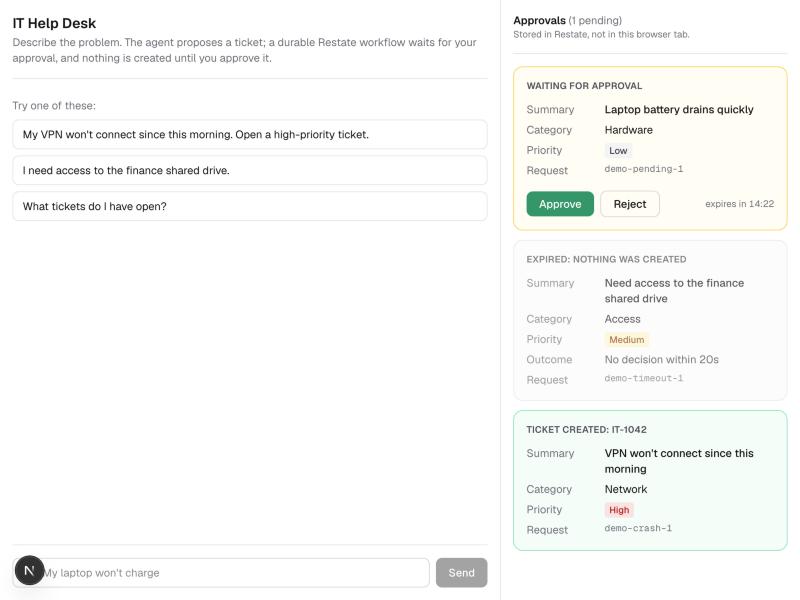 IT Help Desk
Describe the problem. The agent proposes a ticket; a durable Restate workflow waits for your
approval, and nothing is created until you approve it.
Try one of these:
My VPN won't connect since this morning. Open a high-priority ticket.
I need access to the finance shared drive.
What tickets do I have open?
N
My laptop won't charge
Send
Approvals (1 pending)
Stored in Restate, not in this browser tab.
WAITING FOR APPROVAL
Summary Laptop battery drains quickly
Category Hardware
Priority Low
Request demo-pending-1
Approve Reject expires in 14:22
EXPIRED: NOTHING WAS CREATED
Summary Need access to the finance
shared drive
Category Access
Priority Medium
Outcome No decision within 20s
Request demo-timeout-1
TICKET CREATED: IT-1042
Summary VPN won't connect since this
morning
Category Network
Priority High
Request demo-crash-1